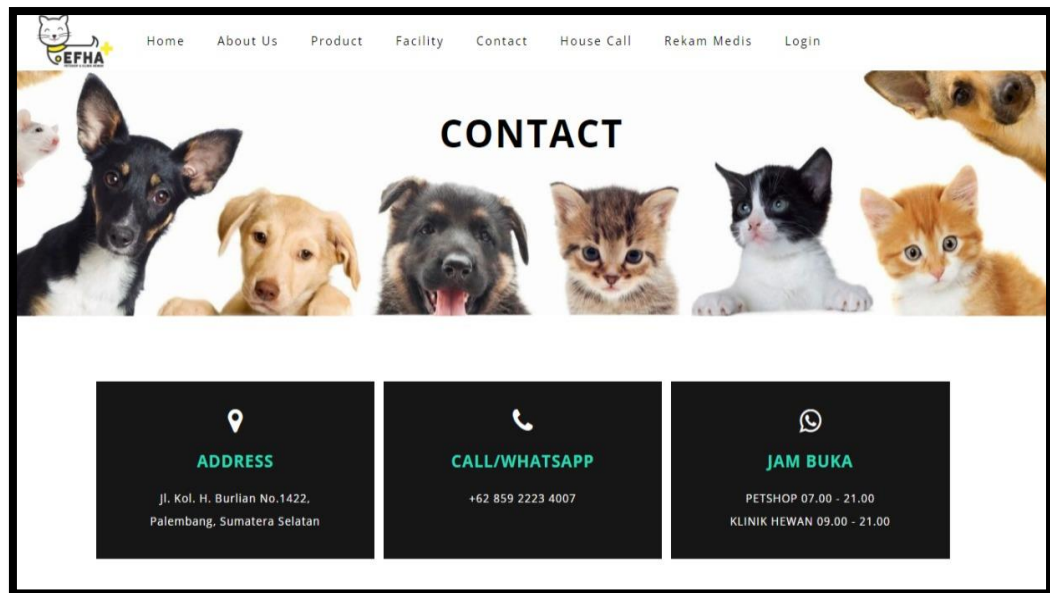 EFHA
Home About Us Product Facility Contact House Call Rekam Medis Login
CONTACT
ADDRESS
Jl. Kol. H. Burlian No.1422,
Palembang, Sumatera Selatan
CALL/WHATSAPP
+62 859 2223 4007
JAM BUKA
PETSHOP 07.00 - 21.00
KLINIK HEWAN 09.00 - 21.00